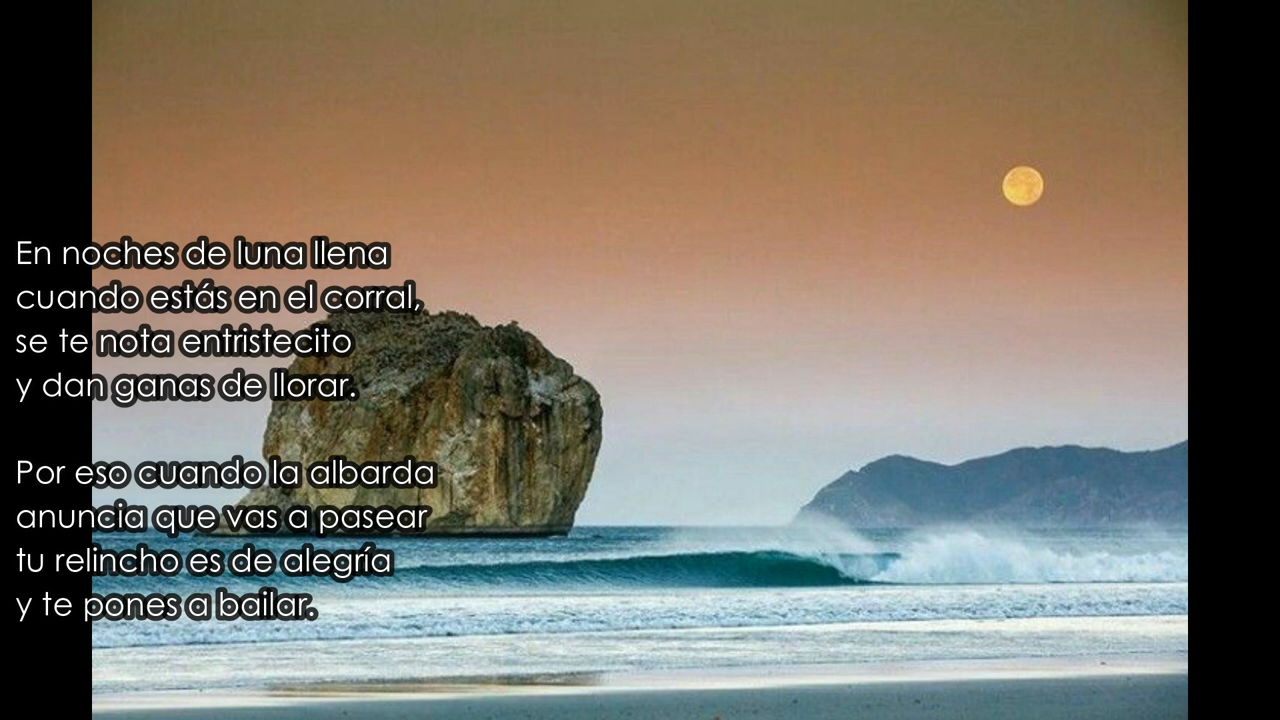 En noches de luna llena
cuando estás en el corral,
se te nota entristecito
y dan ganas de llorar.
Por eso cuando la albarda
anuncia que vas a pasear
tu relincho es de alegría
y te pones a bailar.